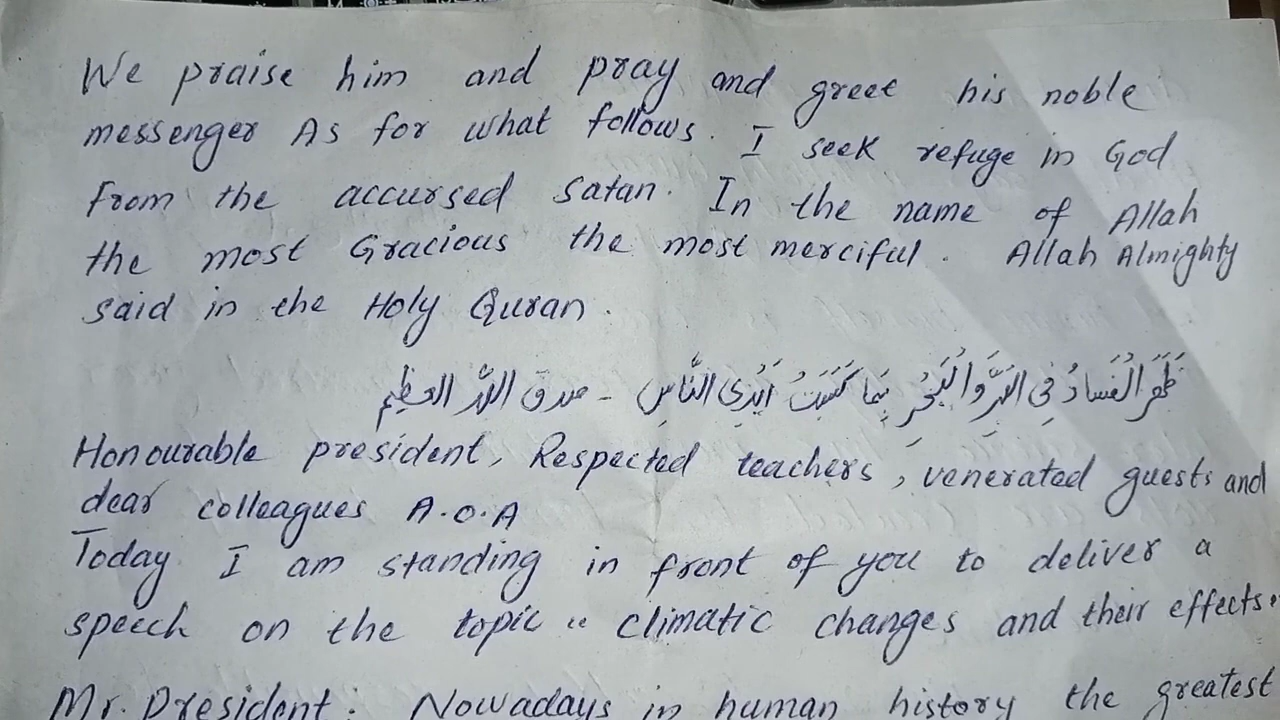 We praise him and pray and greet his noble
messenger As for what follows. I seek refuge in God
from the accursed Satan. In the name of Allah
the most Gracious the most merciful. Allah Almighty
said in the Holy Quran.
ظَهَرَ الْفَسَادُ فِی الْبَرِّ وَالْبَحْرِ بِمَا كَسَبَتْ اَيْدِی النَّاسِ - صدق اللّٰہ العظیم
Honourable president, Respected teachers, venerated guests and
dear colleagues A.O.A
Today I am standing in front of you to deliver a
speech on the topic " climatic changes and their effects"
Mr. President: Nowadays in human history the greatest